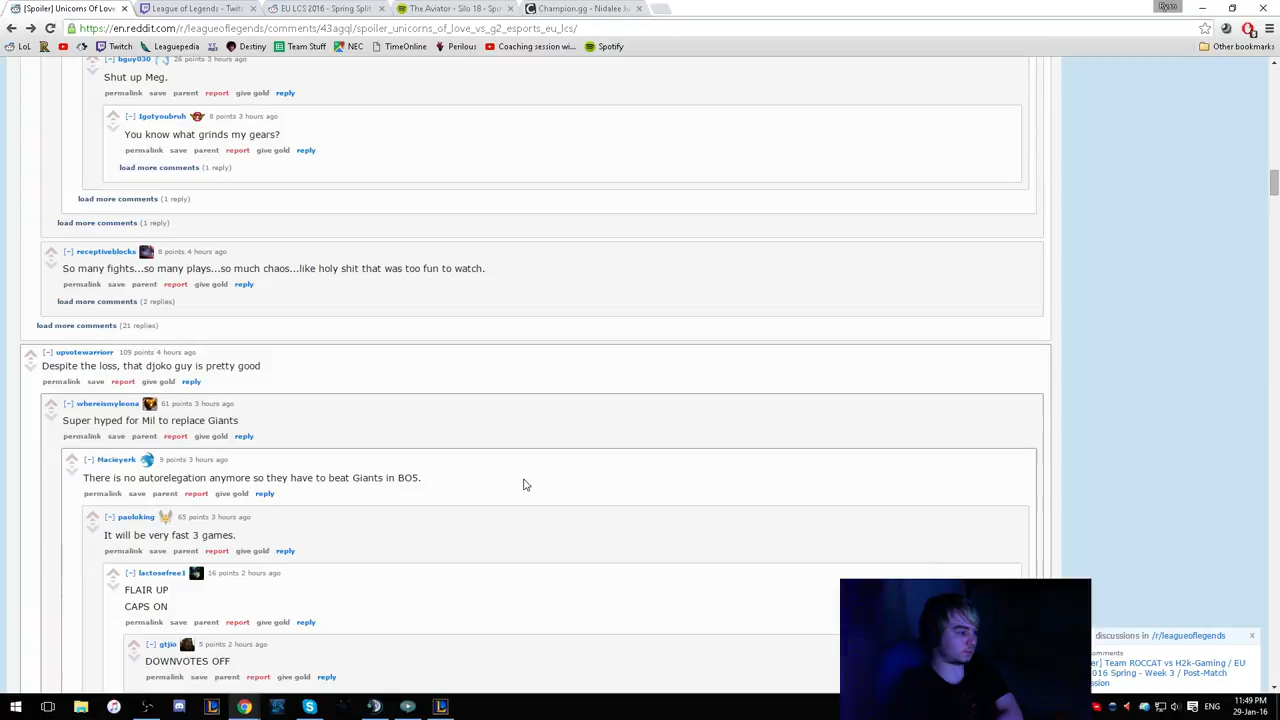 [Spoiler] Unicorns Of Lov
League of Legends - Twitc
EU LCS 2016 - Spring Split
The Aviator - Silo 18 - Spo
Champion.gg - Nidalee Ju
Ryan
https://en.reddit.com/r/leagueoflegends/comments/43agql/spoiler_unicorns_of_love_vs_g2_esports_eu_lcs/
LoL
Twitch
Leaguepedia
Destiny
Team Stuff
NEC
TimeOnline
Perilous
Coaching session wi...
Spotify
Other bookmarks
[–] bguy030 26 points 3 hours ago
Shut up Meg.
permalink save parent report give gold reply
[–] Igotyoubruh 8 points 3 hours ago
You know what grinds my gears?
permalink save parent report give gold reply
load more comments (1 reply)
load more comments (1 reply)
load more comments (1 reply)
[–] receptiveblocks 8 points 4 hours ago
So many fights...so many plays...so much chaos...like holy shit that was too fun to watch.
permalink save parent report give gold reply
load more comments (2 replies)
load more comments (21 replies)
[–] upvotewarriorr 109 points 4 hours ago
Despite the loss, that djoko guy is pretty good
permalink save report give gold reply
[–] whereismyleona 61 points 3 hours ago
Super hyped for Mil to replace Giants
permalink save parent report give gold reply
[–] Macieyerk 9 points 3 hours ago
There is no autorelegation anymore so they have to beat Giants in BO5.
permalink save parent report give gold reply
[–] paoloking 65 points 3 hours ago
It will be very fast 3 games.
permalink save parent report give gold reply
[–] lactosefree1 16 points 2 hours ago
FLAIR UP
CAPS ON
permalink save parent report give gold reply
[–] gtjio 5 points 2 hours ago
DOWNVOTES OFF
permalink save parent report give gold reply
discussions in /r/leagueoflegends X
omments
er] Team ROCCAT vs H2k-Gaming / EU
016 Spring - Week 3 / Post-Match
ssion
ENG
11:49 PM
29-Jan-16